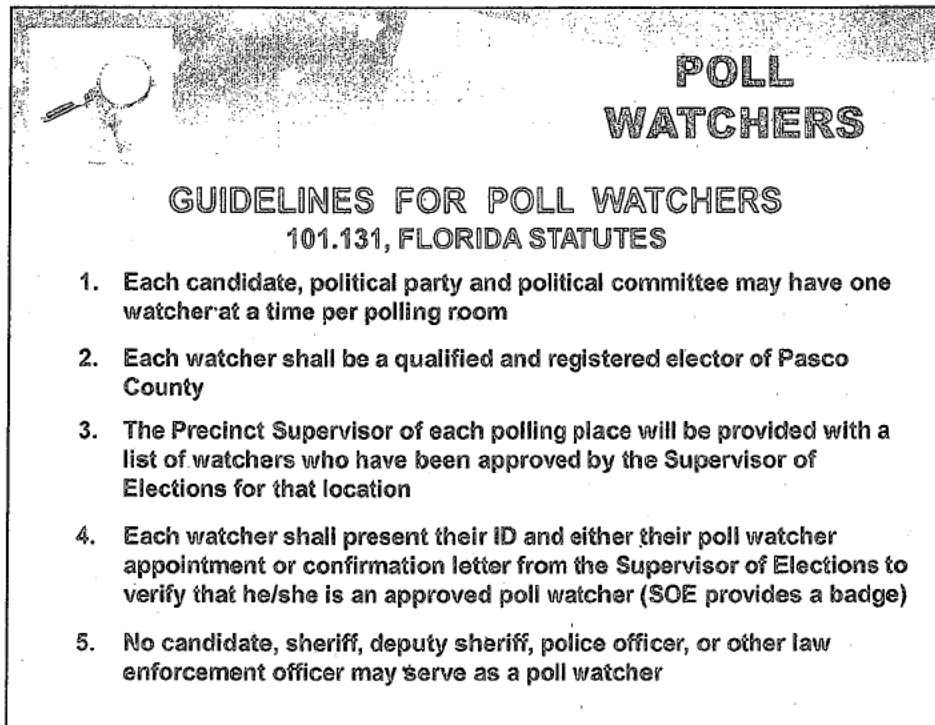 POLL
WATCHERS
GUIDELINES FOR POLL WATCHERS
101.131, FLORIDA STATUTES
1. Each candidate, political party and political committee may have one
watcher at a time per polling room
2. Each watcher shall be a qualified and registered elector of Pasco
County
3. The Precinct Supervisor of each polling place will be provided with a
list of watchers who have been approved by the Supervisor of
Elections for that location
4. Each watcher shall present their ID and either their poll watcher
appointment or confirmation letter from the Supervisor of Elections to
verify that he/she is an approved poll watcher (SOE provides a badge)
5. No candidate, sheriff, deputy sheriff, police officer, or other law
enforcement officer may serve as a poll watcher